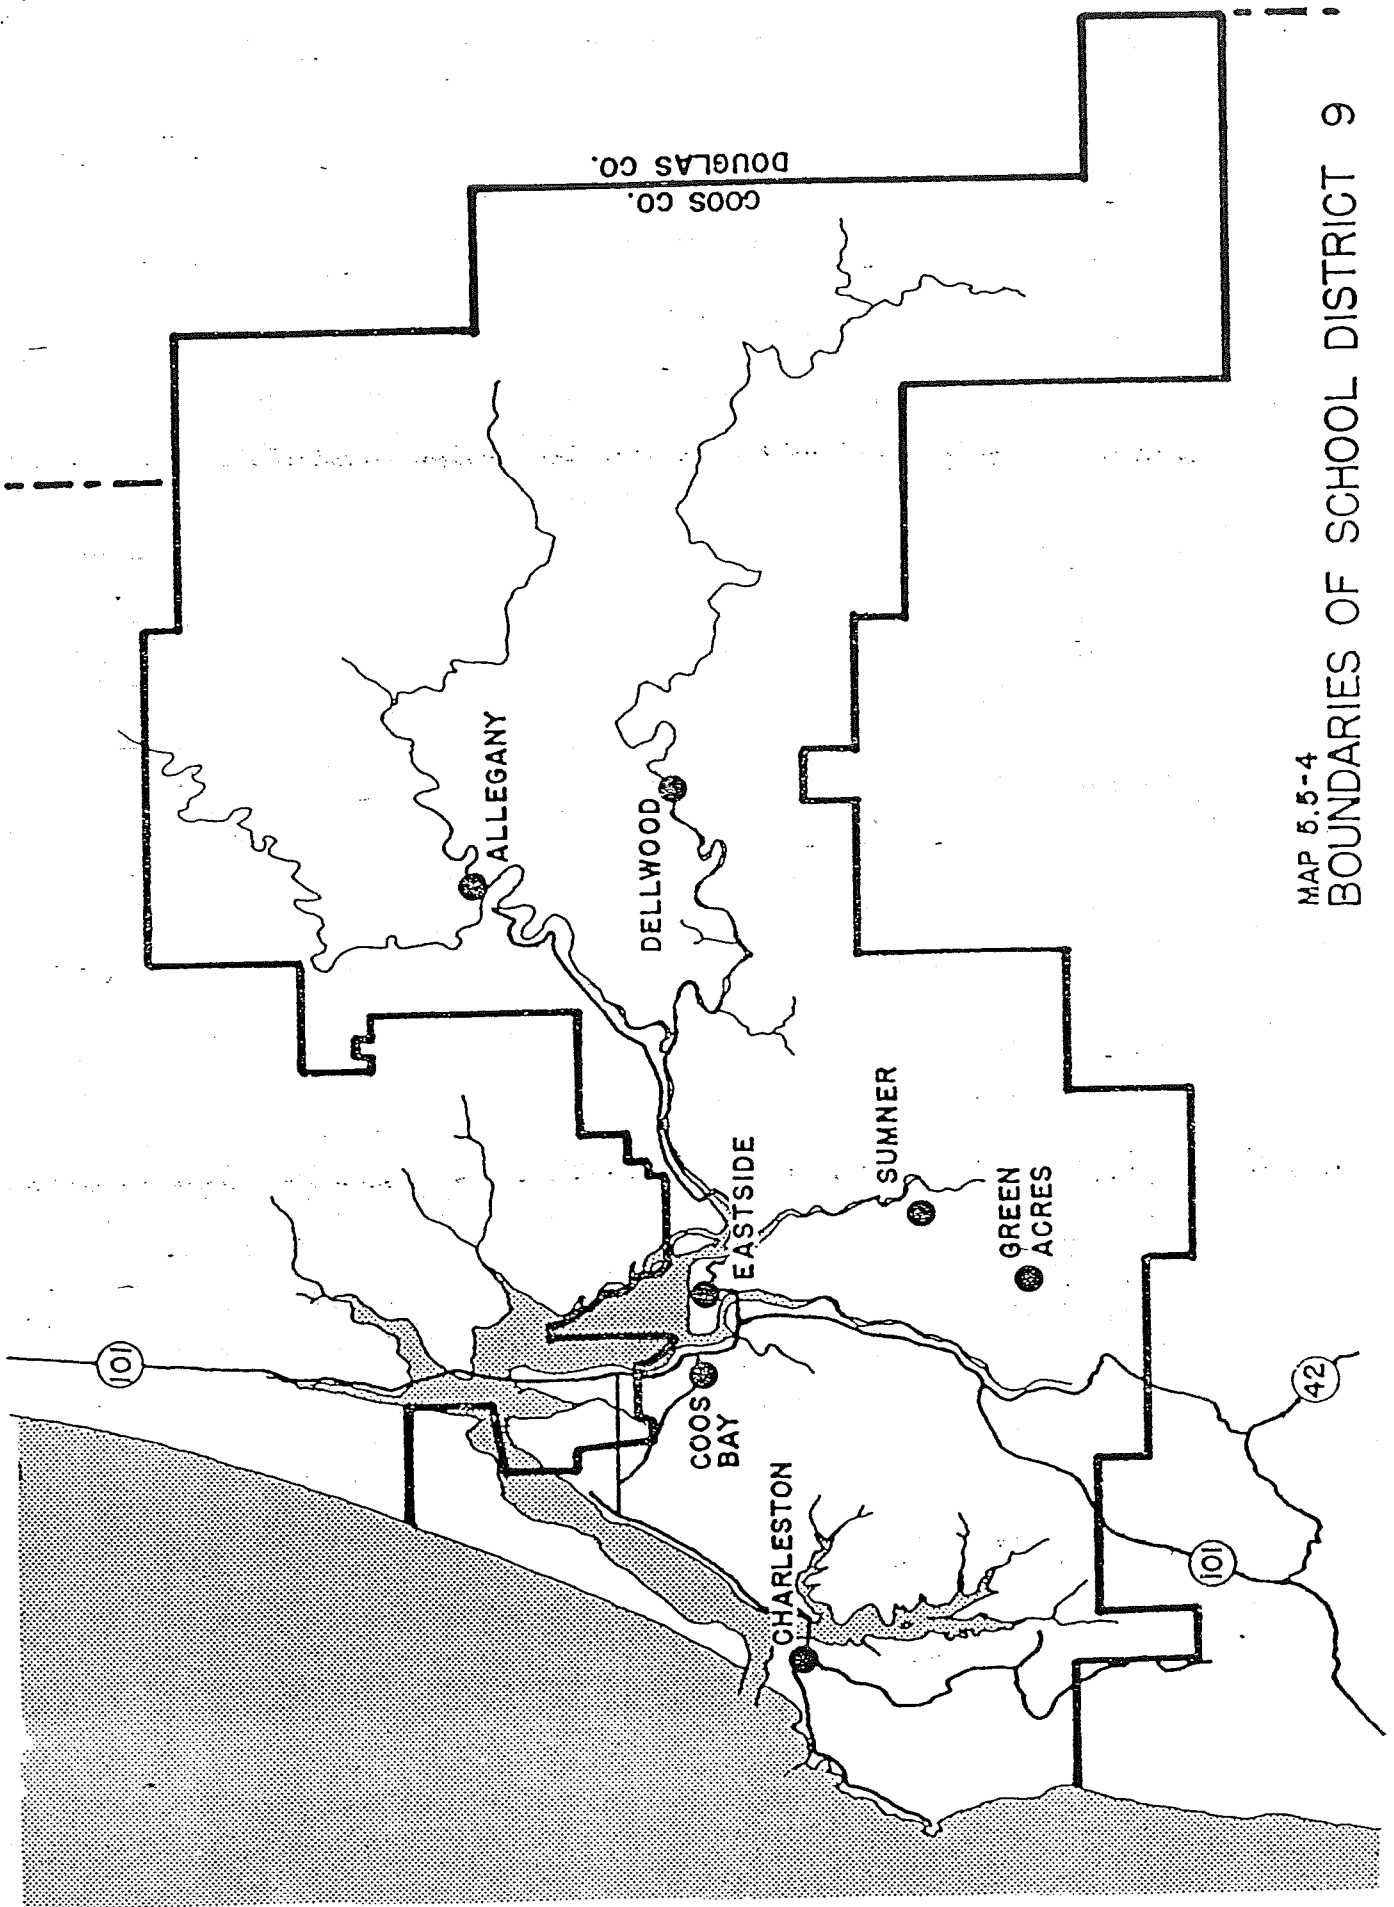 101
DOUGLAS CO.
COOS CO.
ALLEGANY
DELLWOOD
SUMNER
EASTSIDE
GREEN
ACRES
COOS
BAY
CHARLESTON
42
101
MAP 5.5-4
BOUNDARIES OF SCHOOL DISTRICT 9